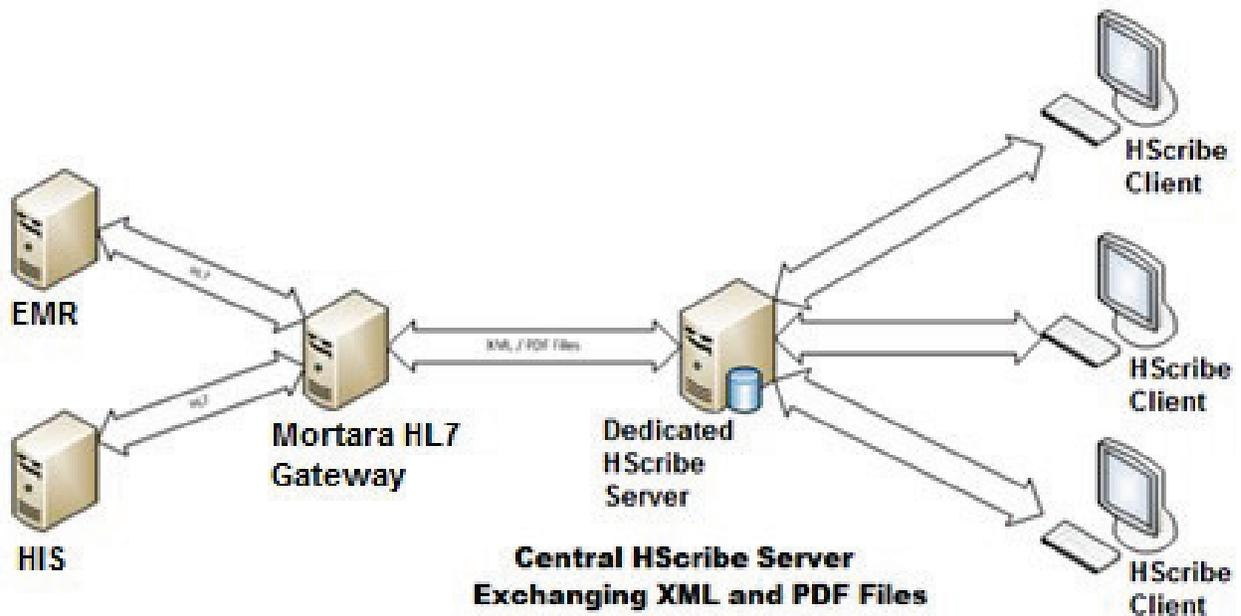 HScribe
Client
EMR
HL7
XML / PDF Files
HL7
HScribe
Client
Mortara HL7
Gateway
Dedicated
HScribe
Server
HIS
Central HScribe Server
Exchanging XML and PDF Files
HScribe
Client